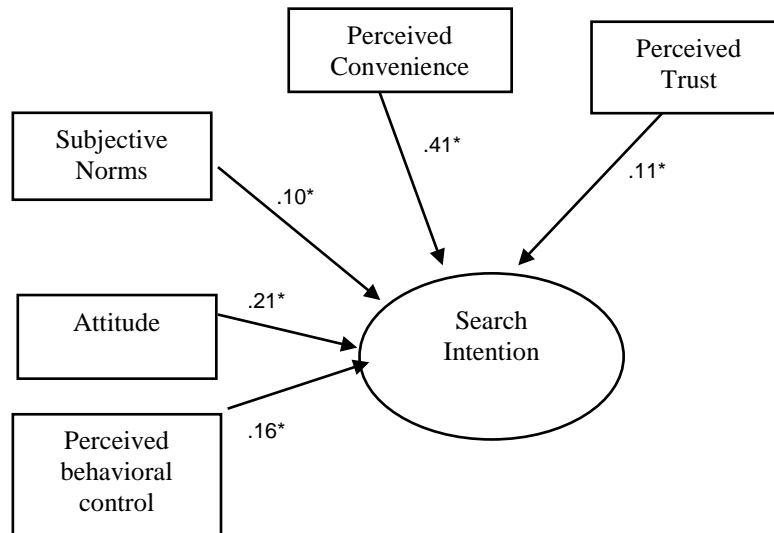 Perceived
Convenience
Perceived
Trust
Subjective
Norms
.41*
.11*
.10*
Attitude
.21*
Search
Intention
Perceived
behavioral
control
.16*